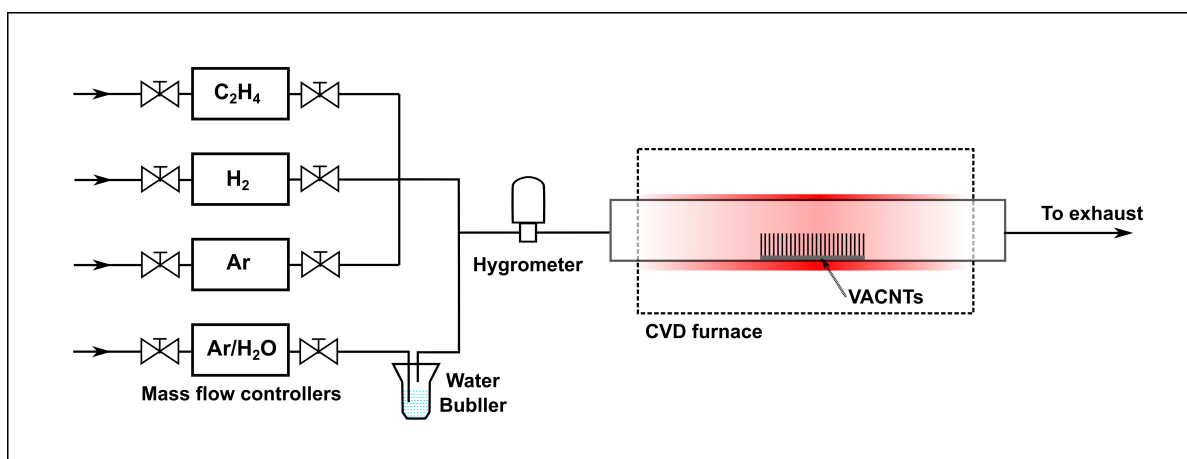 C₂H₄
H₂
Ar
Ar/H₂O
Mass flow controllers
Water
Bubller
Hygrometer
VACNTs
CVD furnace
To exhaust